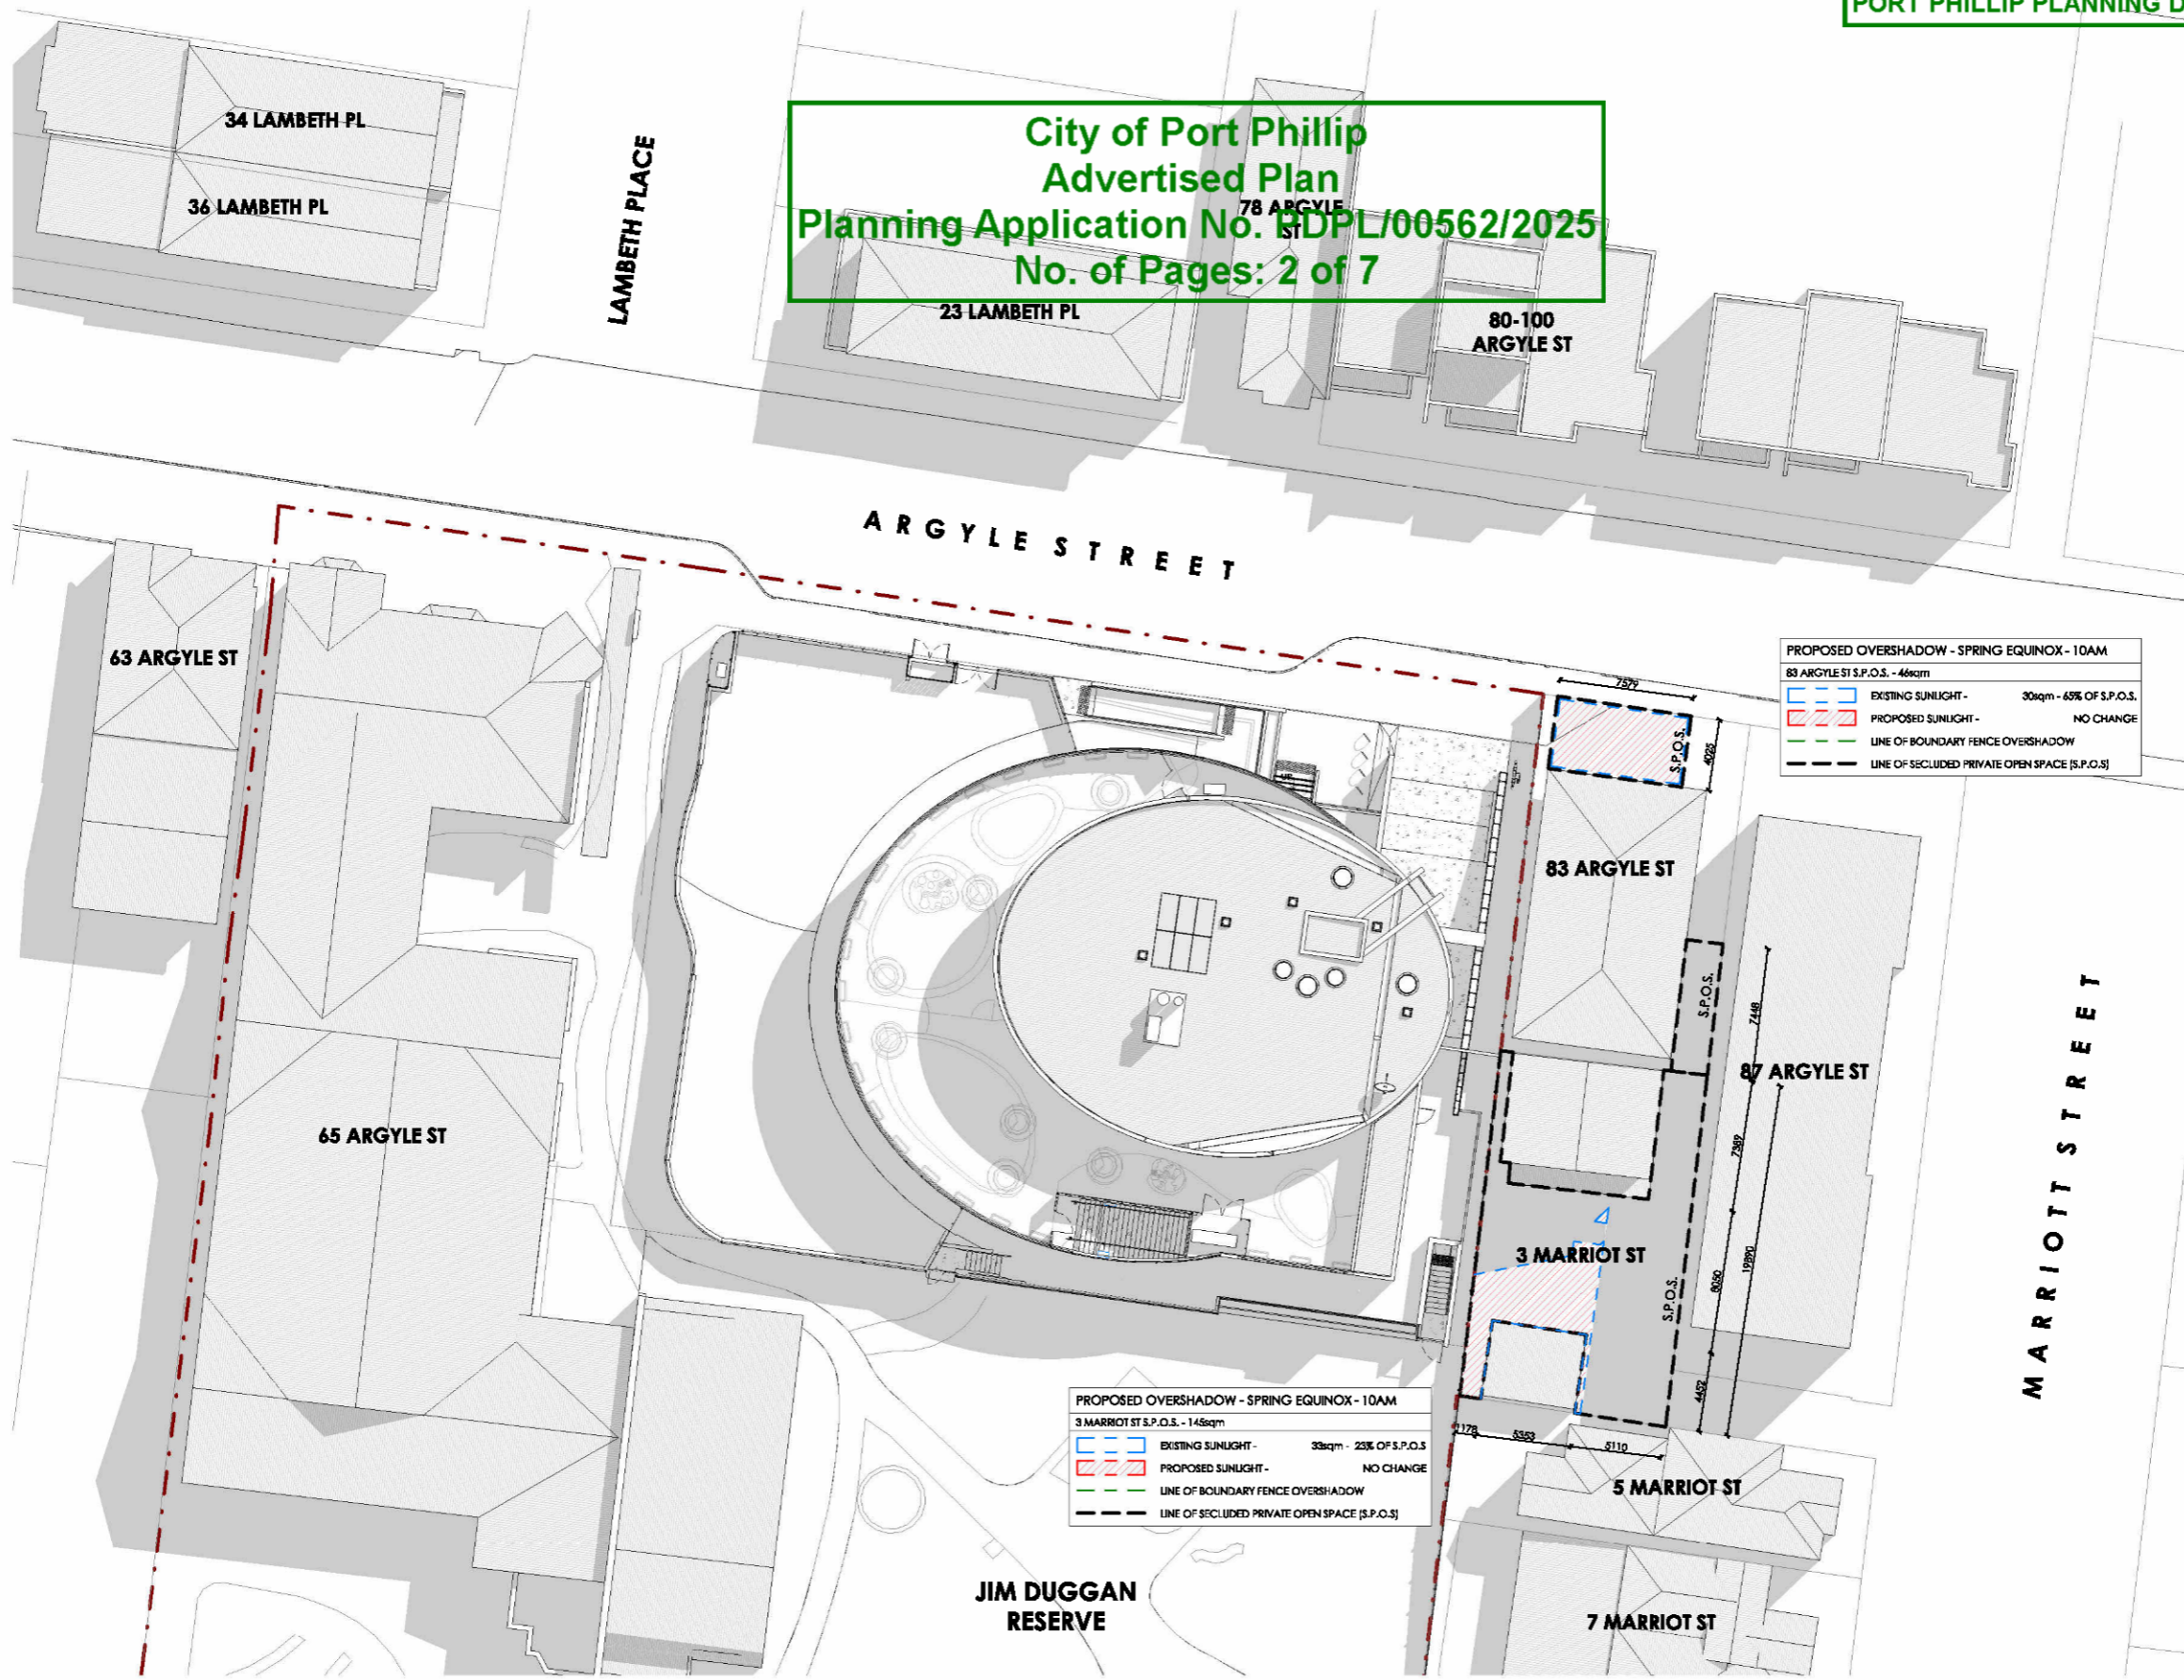 PORT PHILLIP PLANNING D
City of Port Phillip
Advertised Plan
Planning Application No. PDPL/00562/2025
No. of Pages: 2 of 7
34 LAMBETH PL
36 LAMBETH PL
LAMBETH PLACE
78 ARGYLE
ST
23 LAMBETH PL
80-100
ARGYLE ST
ARGYLE STREET
63 ARGYLE ST
65 ARGYLE ST
PROPOSED OVERSHADOW - SPRING EQUINOX - 10AM
83 ARGYLE ST S.P.O.S. - 46sqm
EXISTING SUNLIGHT - 30sqm - 65% OF S.P.O.S.
PROPOSED SUNLIGHT - NO CHANGE
LINE OF BOUNDARY FENCE OVERSHADOW
LINE OF SECLUDED PRIVATE OPEN SPACE (S.P.O.S)
7579
S.P.O.S.
4025
83 ARGYLE ST
S.P.O.S.
7448
87 ARGYLE ST
MARRIOTT STREET
7389
3 MARRIOT ST
S.P.O.S.
8050
19890
4452
1178
5353
5110
PROPOSED OVERSHADOW - SPRING EQUINOX - 10AM
3 MARRIOT ST S.P.O.S. - 145sqm
EXISTING SUNLIGHT - 33sqm - 23% OF S.P.O.S
PROPOSED SUNLIGHT - NO CHANGE
LINE OF BOUNDARY FENCE OVERSHADOW
LINE OF SECLUDED PRIVATE OPEN SPACE (S.P.O.S)
5 MARRIOT ST
7 MARRIOT ST
JIM DUGGAN
RESERVE